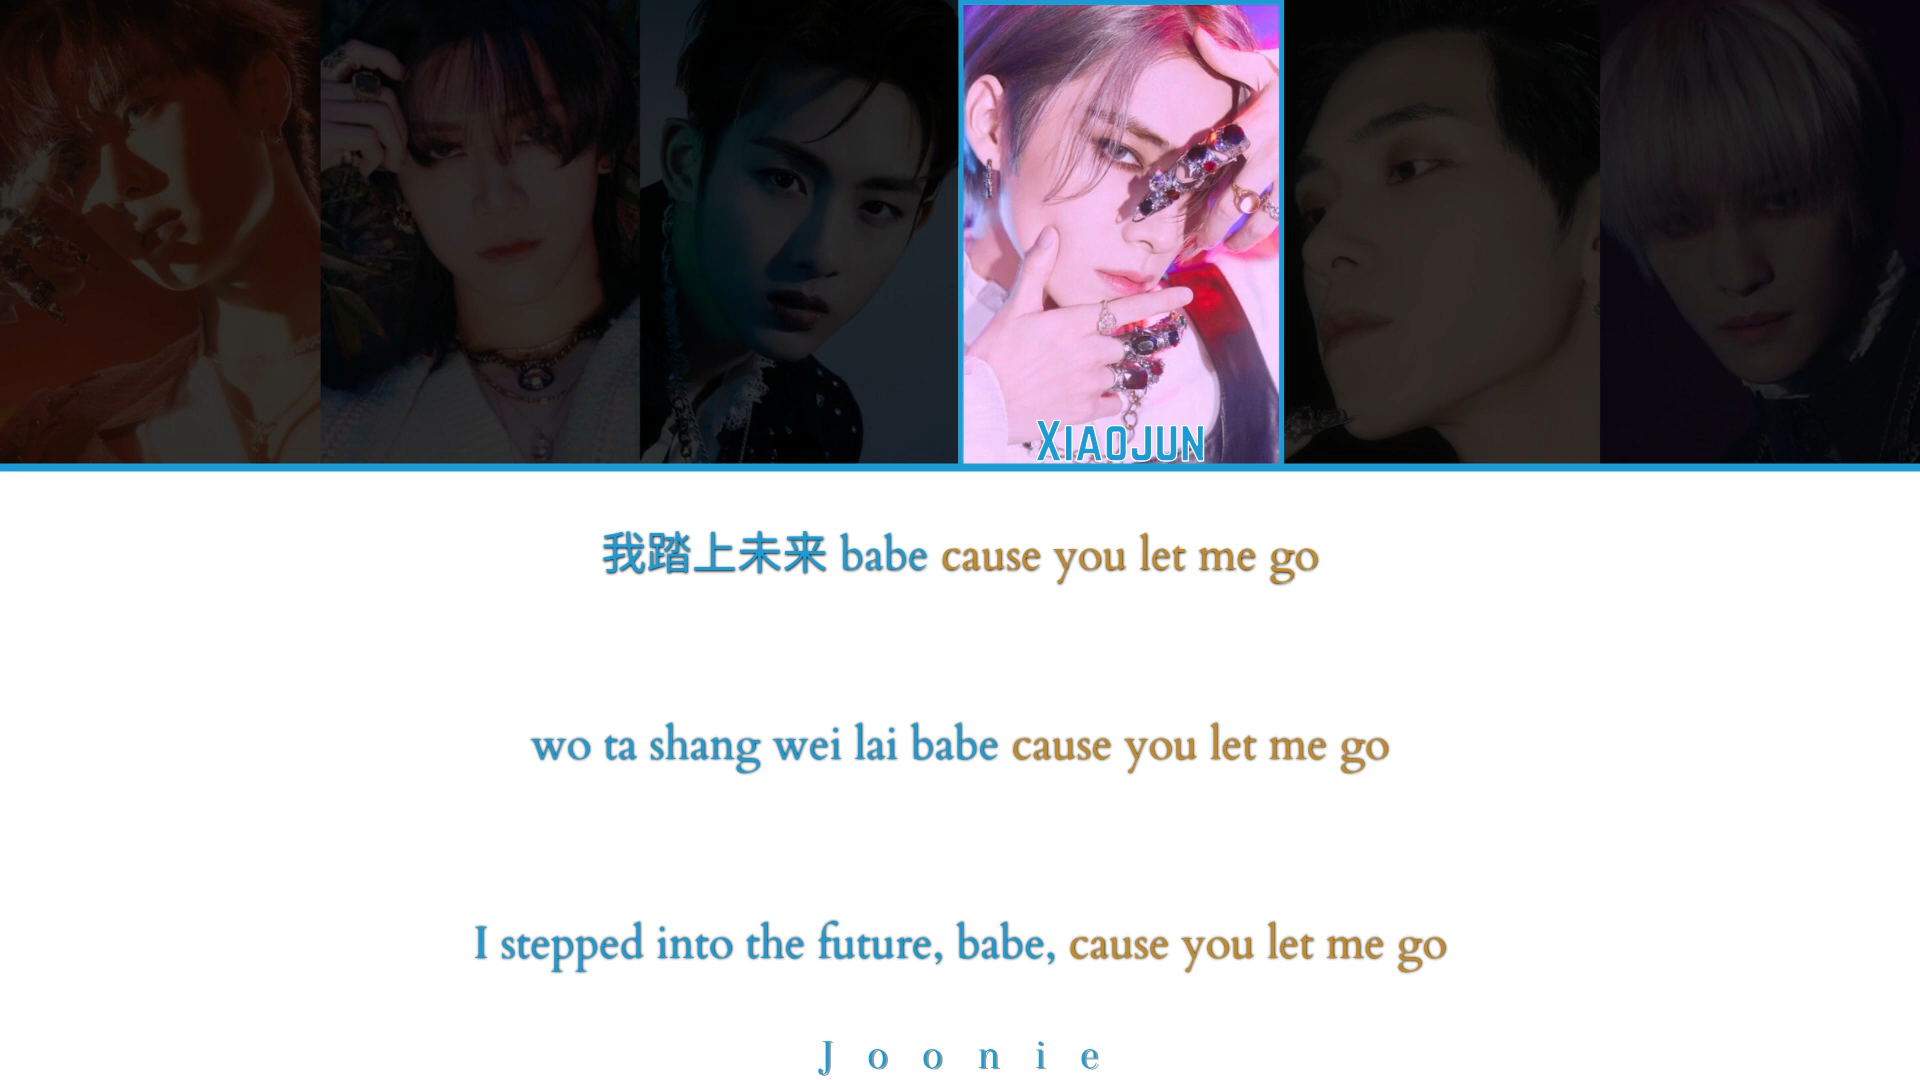 XIAOJUN
我踏上未来 babe cause you let me go
wo ta shang wei lai babe cause you let me go
I stepped into the future, babe, cause you let me go
Joonie